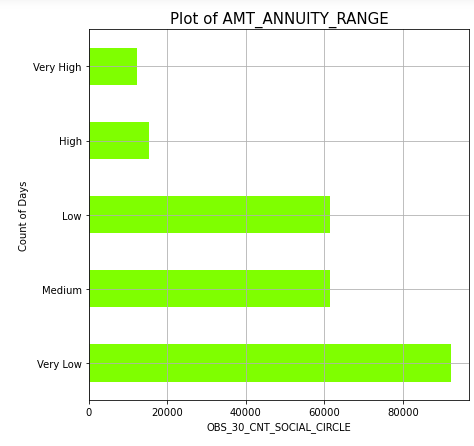 Plot of AMT_ANNUITY_RANGE
Very High
High
Low
Medium
Very Low
Count of Days
0 20000 40000 60000 80000
OBS_30_CNT_SOCIAL_CIRCLE